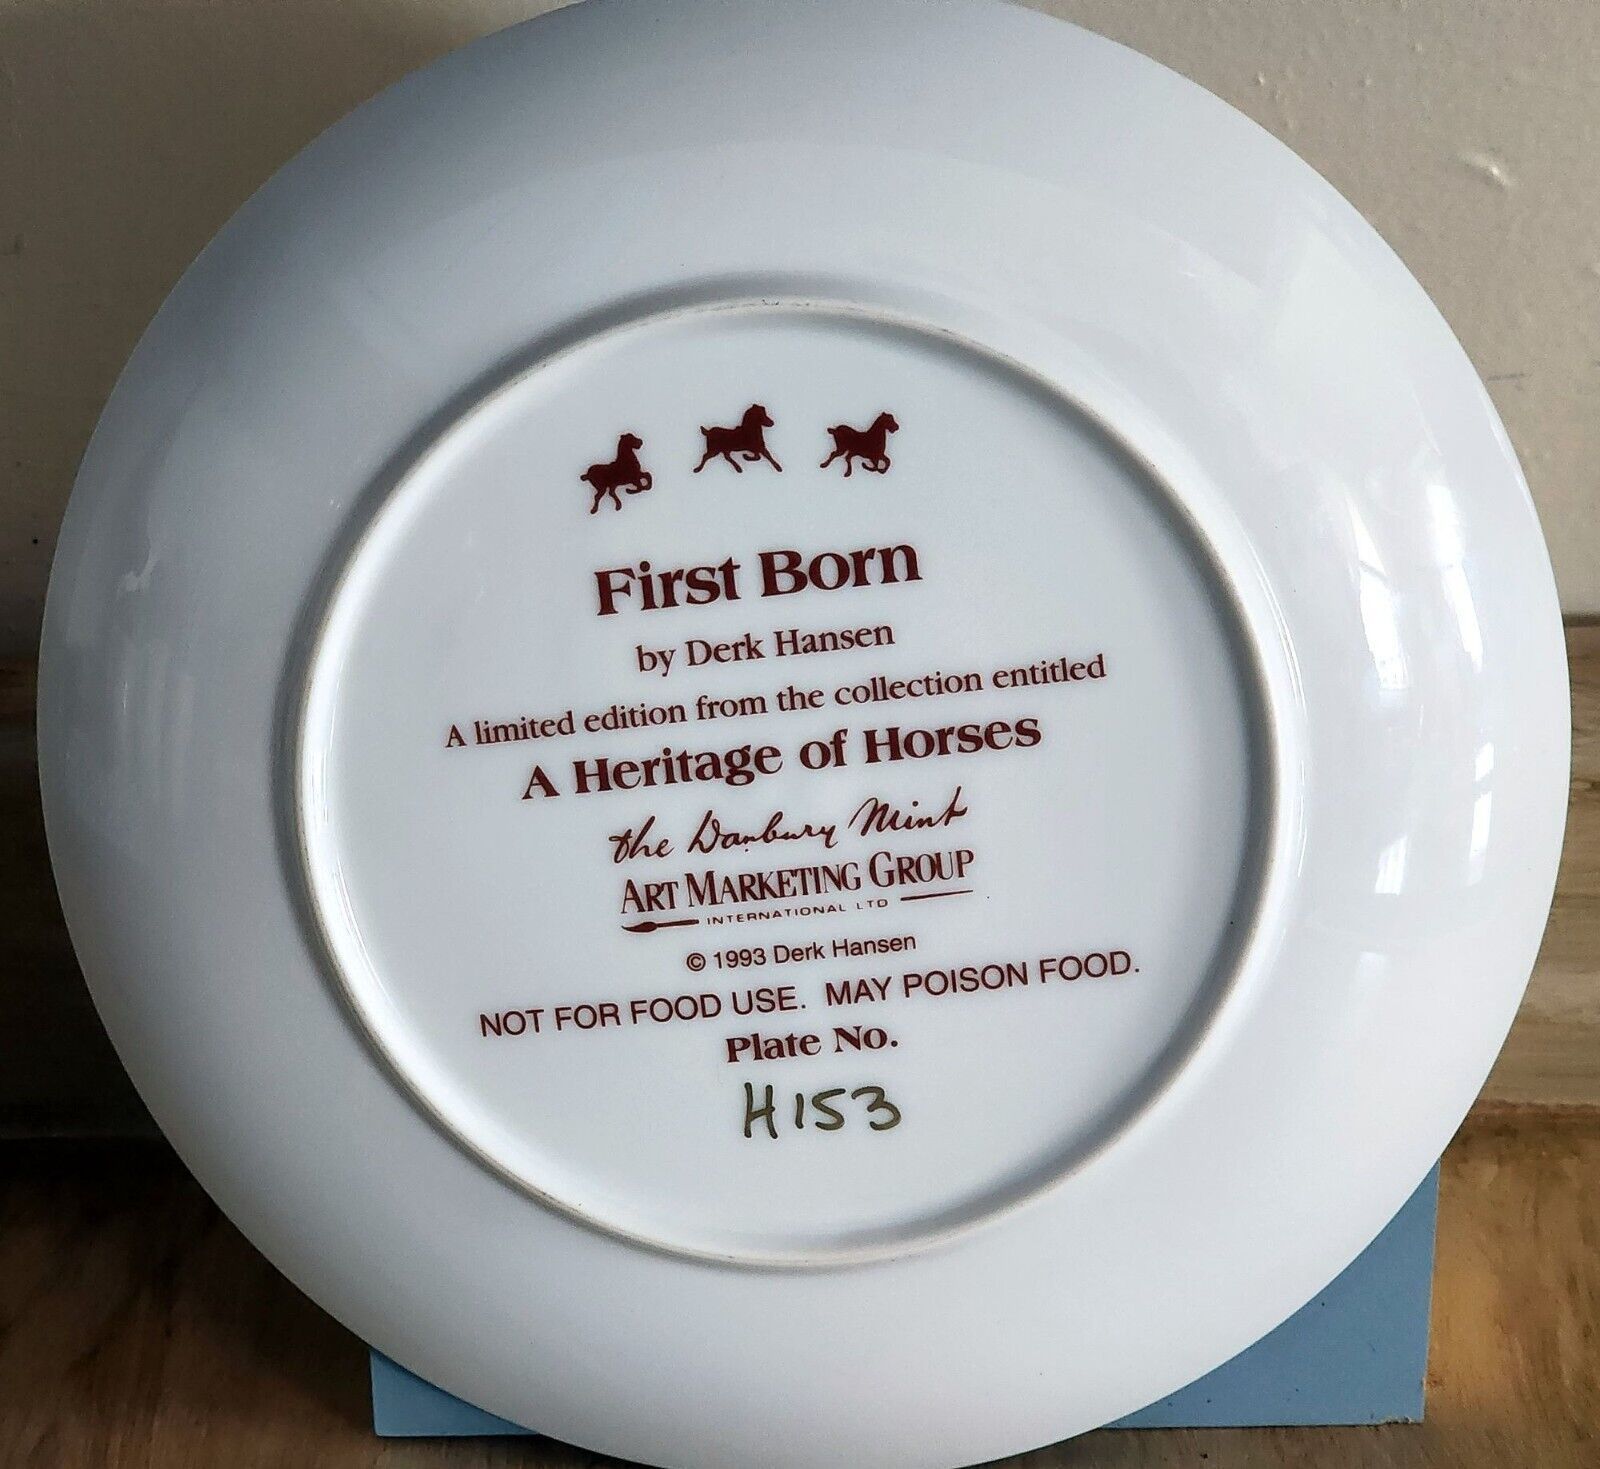 First Born
by Derk Hansen
A limited edition from the collection entitled
A Heritage of Horses
the Danbury Mint
ART MARKETING GROUP
INTERNATIONAL LTD
© 1993 Derk Hansen
NOT FOR FOOD USE. MAY POISON FOOD.
Plate No.
H153